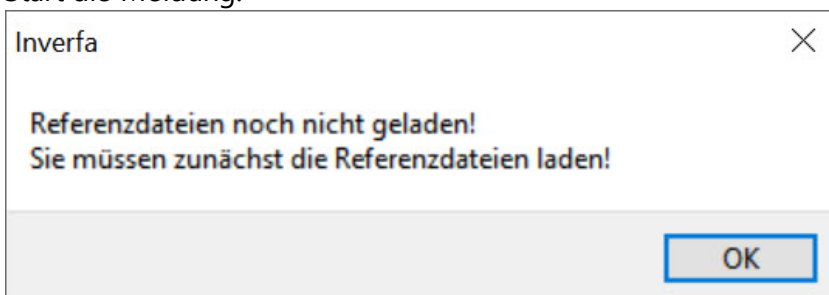 Start die Meldung:
Inverfa
Referenzdateien noch nicht geladen!
Sie müssen zunächst die Referenzdateien laden!
OK